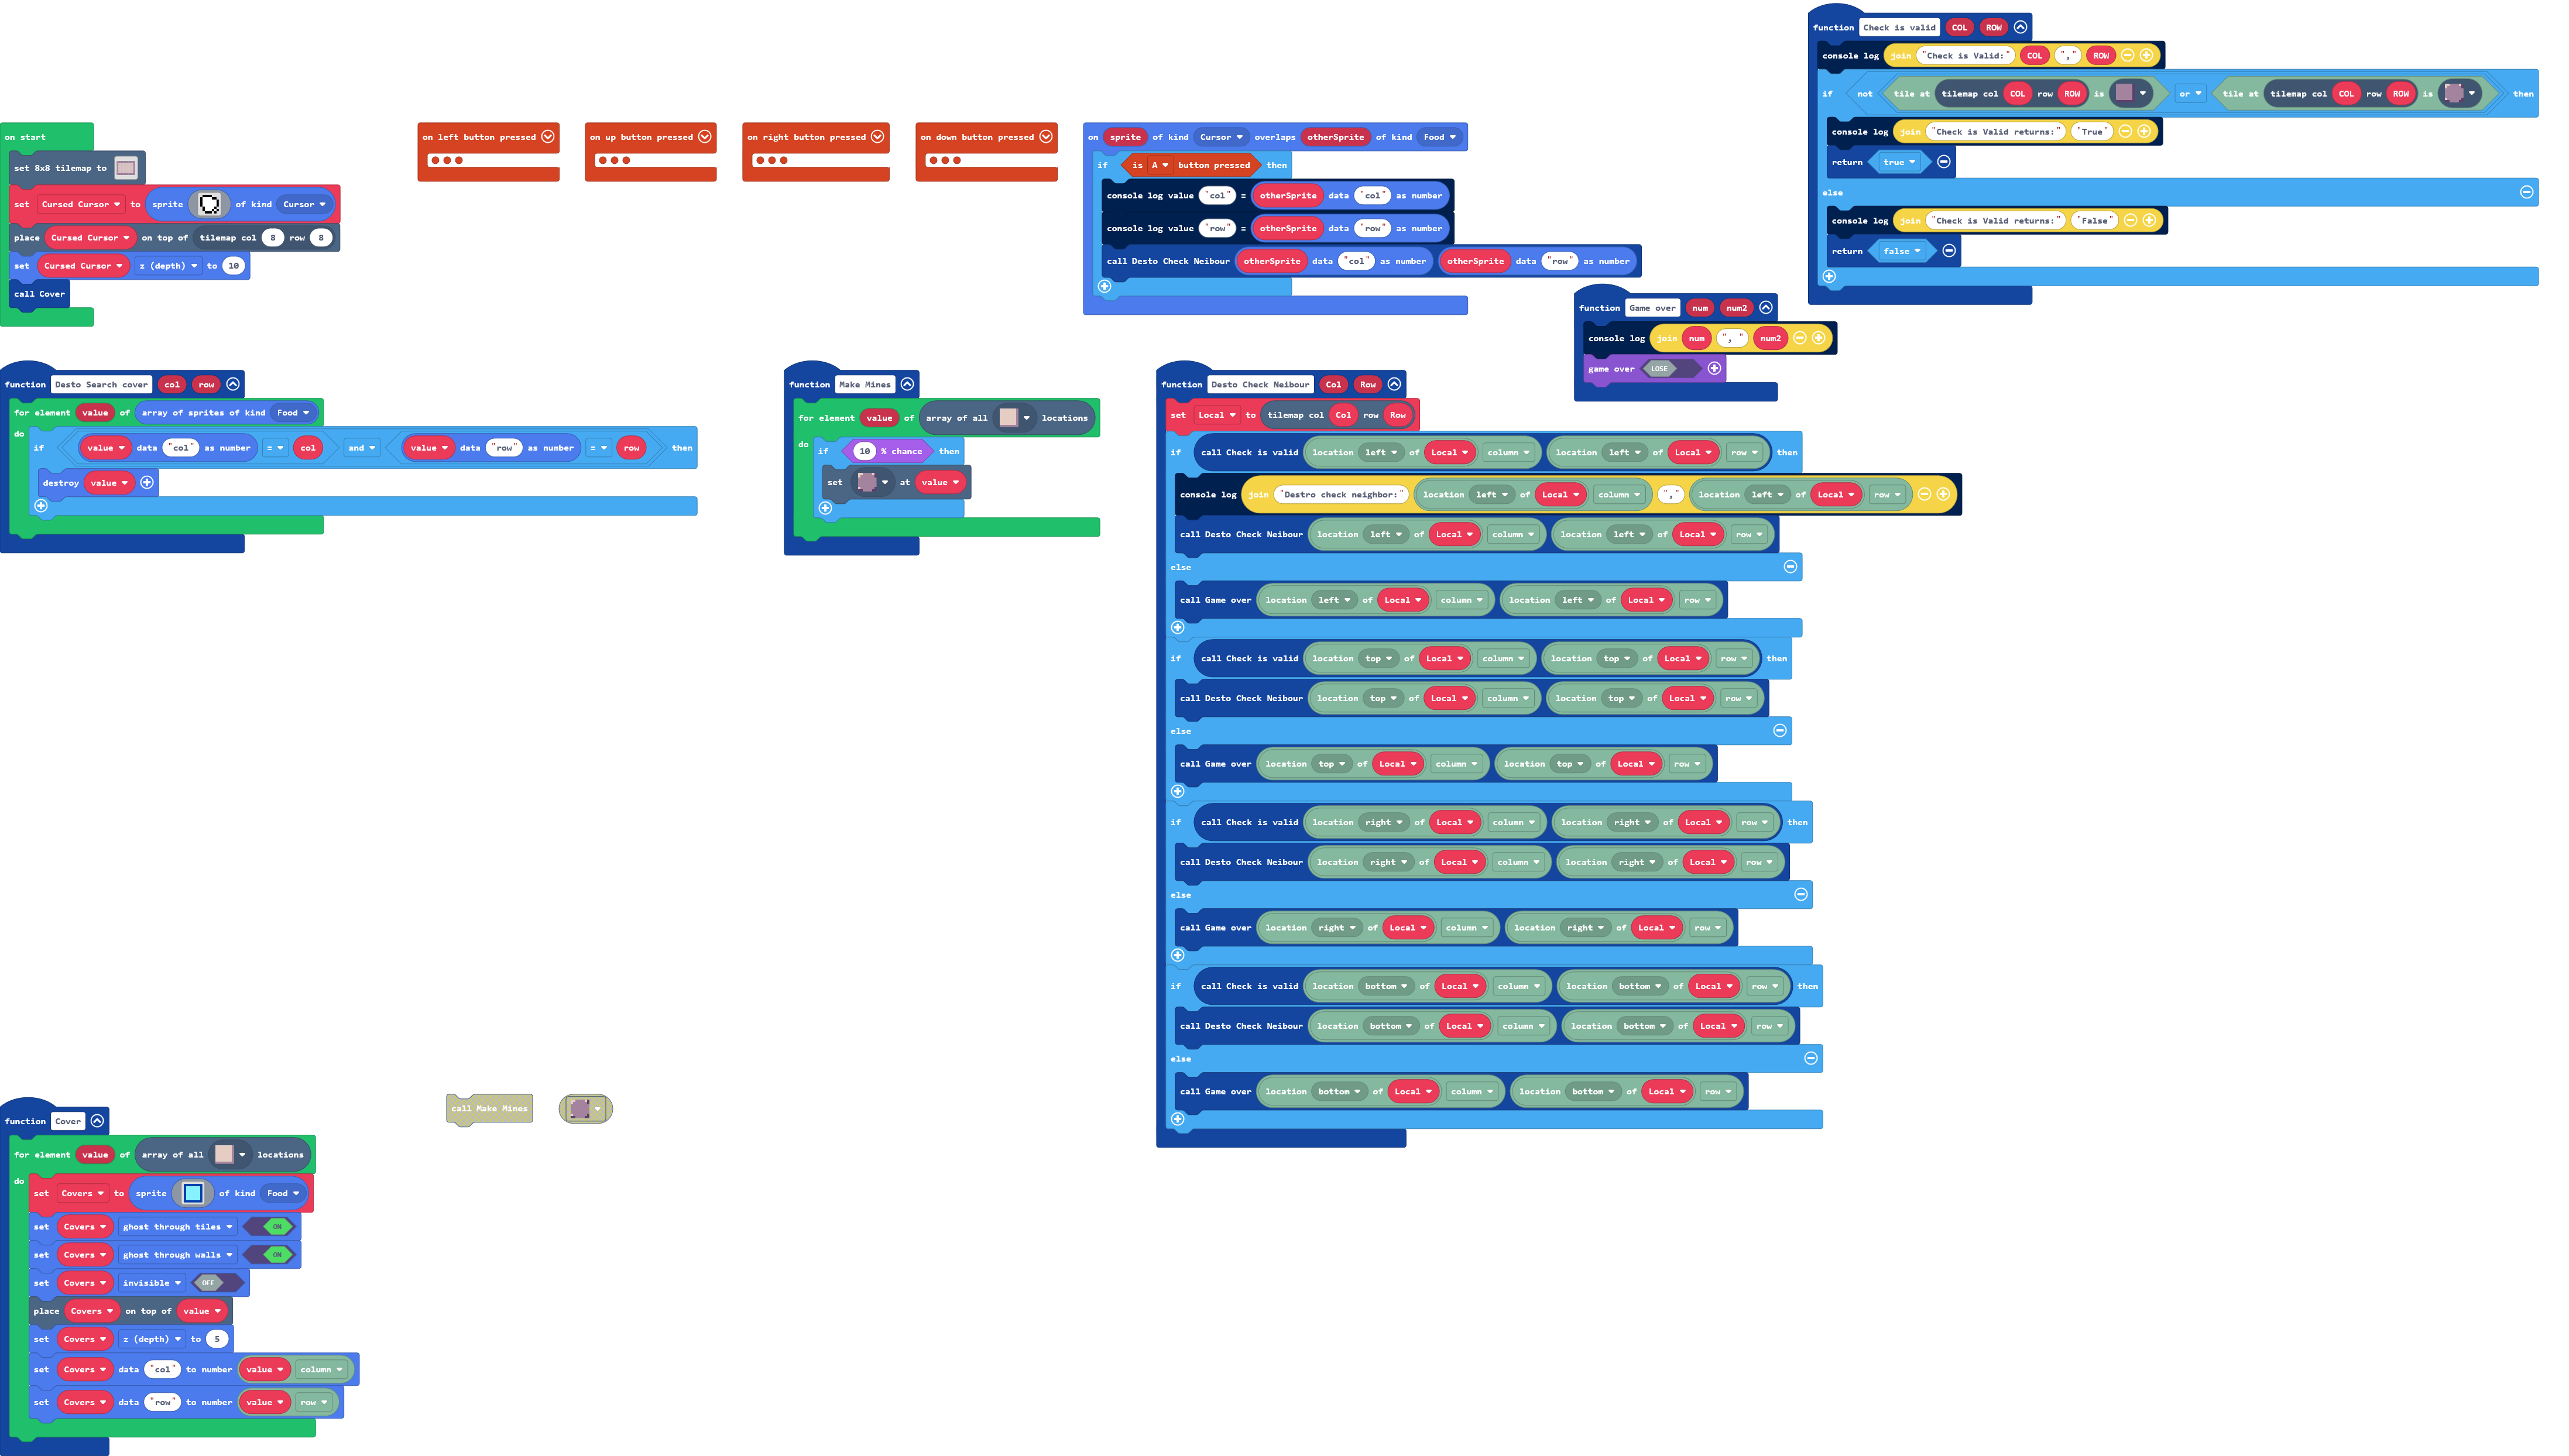 function Check is valid COL ROW
console log join "Check is Valid:" COL "," ROW
if not tile at tilemap col COL row ROW is or tile at tilemap col COL row ROW is then
console log join "Check is Valid returns:" "True"
return true
else
console log join "Check is Valid returns:" "False"
return false
on start
set 8x8 tilemap to
set Cursed Cursor to sprite of kind Cursor
place Cursed Cursor on top of tilemap col 8 row 8
set Cursed Cursor z (depth) to 10
call Cover
on left button pressed
on up button pressed
on right button pressed
on down button pressed
on sprite of kind Cursor overlaps otherSprite of kind Food
if is A button pressed then
console log value "col" = otherSprite data "col" as number
console log value "row" = otherSprite data "row" as number
call Desto Check Neibour otherSprite data "col" as number otherSprite data "row" as number
function Game over num num2
console log join num ", " num2
game over LOSE
function Desto Search cover col row
for element value of array of sprites of kind Food
do
if value data "col" as number = col and value data "row" as number = row then
destroy value
function Make Mines
for element value of array of all locations
do
if 10 % chance then
set at value
function Desto Check Neibour Col Row
set Local to tilemap col Col row Row
if call Check is valid location left of Local column location left of Local row then
console log join "Destro check neighbor:" location left of Local column "," location left of Local row
call Desto Check Neibour location left of Local column location left of Local row
else
call Game over location left of Local column location left of Local row
if call Check is valid location top of Local column location top of Local row then
call Desto Check Neibour location top of Local column location top of Local row
else
call Game over location top of Local column location top of Local row
if call Check is valid location right of Local column location right of Local row then
call Desto Check Neibour location right of Local column location right of Local row
else
call Game over location right of Local column location right of Local row
if call Check is valid location bottom of Local column location bottom of Local row then
call Desto Check Neibour location bottom of Local column location bottom of Local row
else
call Game over location bottom of Local column location bottom of Local row
call Make Mines
function Cover
for element value of array of all locations
do
set Covers to sprite of kind Food
set Covers ghost through tiles ON
set Covers ghost through walls ON
set Covers invisible OFF
place Covers on top of value
set Covers z (depth) to 5
set Covers data "col" to number value column
set Covers data "row" to number value row